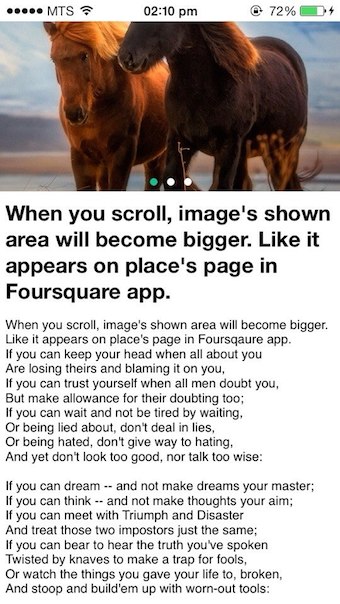 MTS 02:10 pm 72%
When you scroll, image's shown
area will become bigger. Like it
appears on place's page in
Foursquare app.
When you scroll, image's shown area will become bigger.
Like it appears on place's page in Foursqaure app.
If you can keep your head when all about you
Are losing theirs and blaming it on you,
If you can trust yourself when all men doubt you,
But make allowance for their doubting too;
If you can wait and not be tired by waiting,
Or being lied about, don't deal in lies,
Or being hated, don't give way to hating,
And yet don't look too good, nor talk too wise:
If you can dream -- and not make dreams your master;
If you can think -- and not make thoughts your aim;
If you can meet with Triumph and Disaster
And treat those two impostors just the same;
If you can bear to hear the truth you've spoken
Twisted by knaves to make a trap for fools,
Or watch the things you gave your life to, broken,
And stoop and build'em up with worn-out tools: